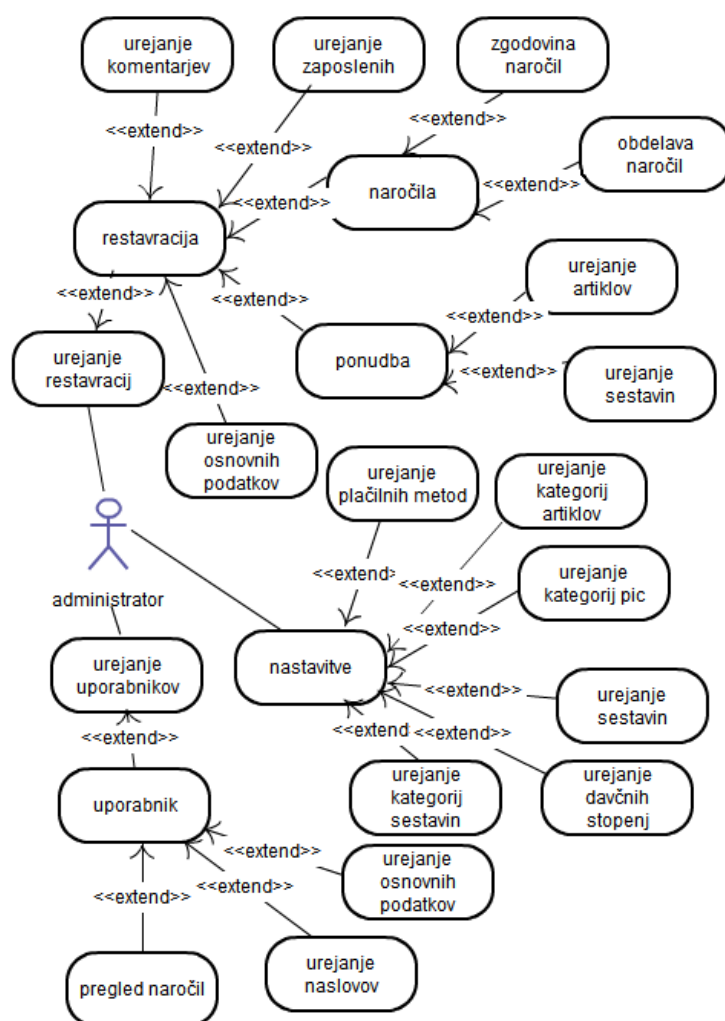 urejanje
komentarjev
urejanje
zaposlenih
zgodovina
naročil
<<extend>>
<<extend>>
<<extend>>
obdelava
naročil
<<extend>>
naročila
<<extend>>
restavracija
urejanje
artiklov
<<extend>>
<<extend>>
<<extend>>
urejanje
restavracij
ponudba
<<extend>>
urejanje
sestavin
<<extend>>
urejanje
osnovnih
podatkov
urejanje
plačilnih metod
urejanje
kategorij
artiklov
<<extend>
<<extend>>
urejanje
kategorij pic
administrator
<<extend>>
urejanje
uporabnikov
nastavitve
<<extend>>
urejanje
sestavin
<<extend>>
<<extend
<<extend>>
urejanje
kategorij
sestavin
urejanje
davčnih
stopenj
uporabnik
<<extend>>
urejanje
osnovnih
podatkov
<<extend>>
<<extend>>
pregled naročil
urejanje
naslovov